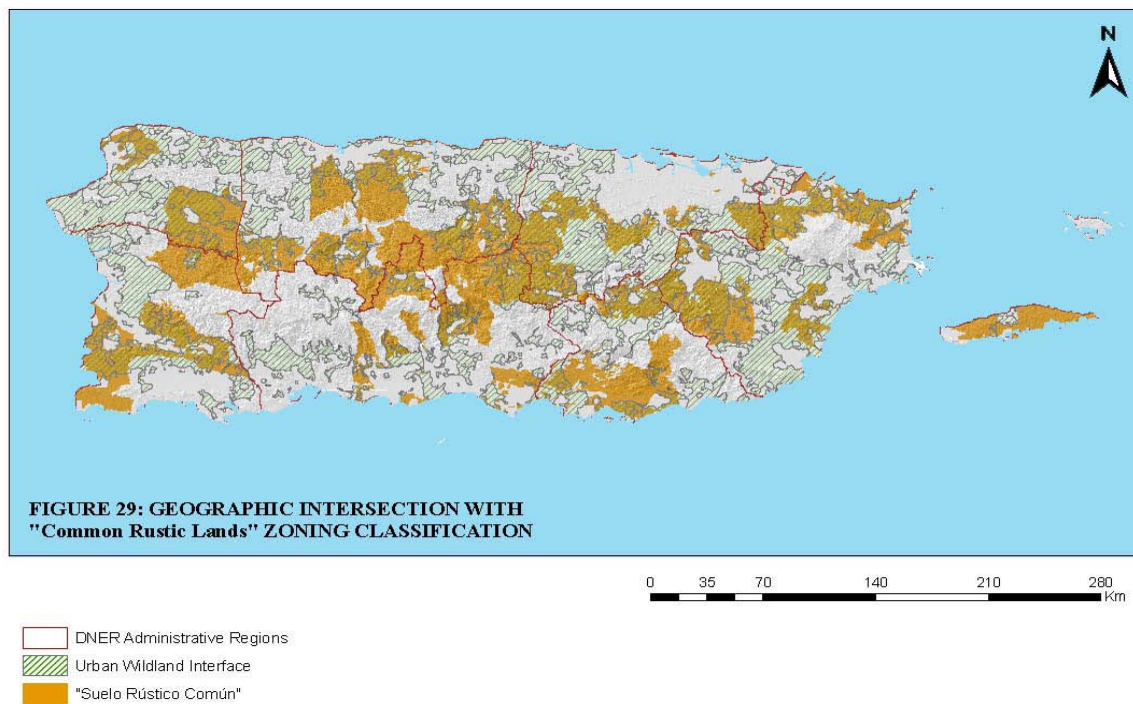 N
FIGURE 29: GEOGRAPHIC INTERSECTION WITH
"Common Rustic Lands" ZONING CLASSIFICATION
0 35 70 140 210 280
Km
DNER Administrative Regions
Urban Wildland Interface
"Suelo Rústico Común"